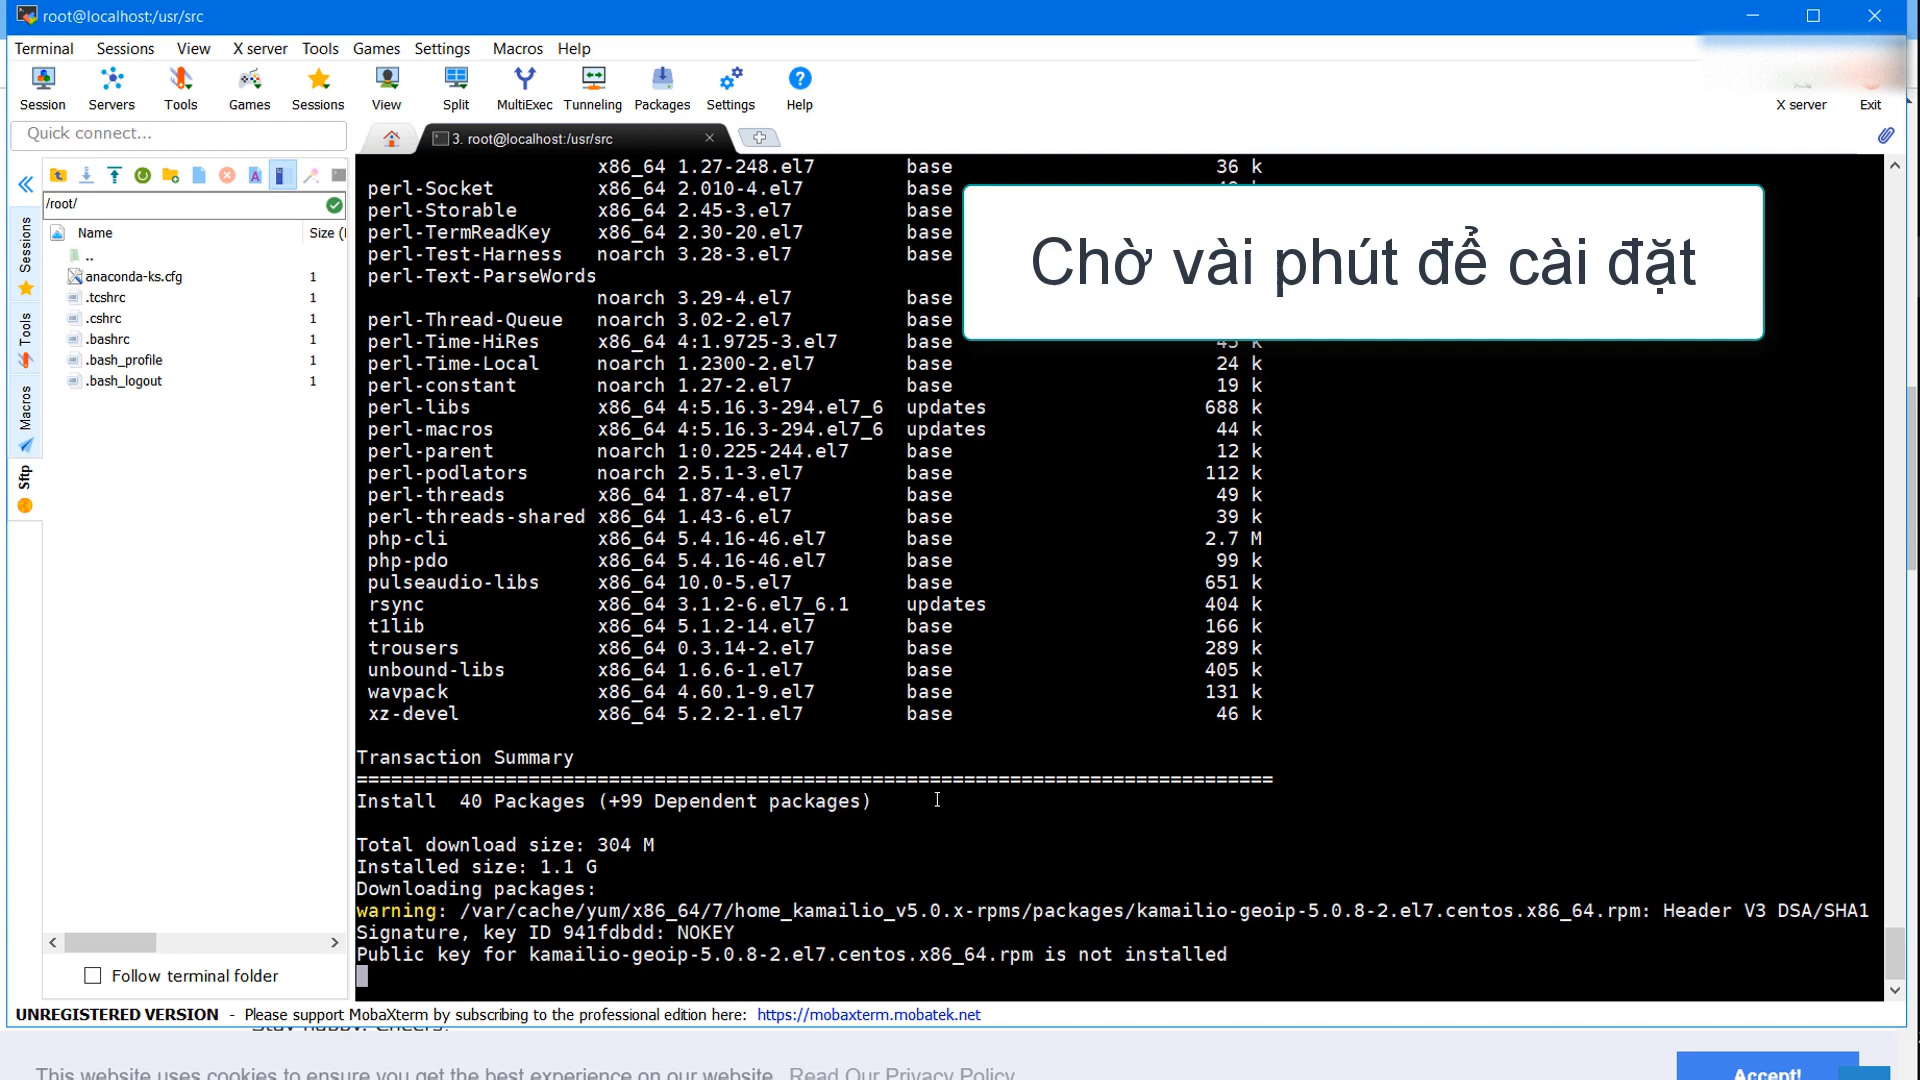 root@localhost:/usr/src
Terminal Sessions View X server Tools Games Settings Macros Help
Session Servers Tools Games Sessions View Split MultiExec Tunneling Packages Settings Help X server Exit
Quick connect...
3. root@localhost:/usr/src
/root/
Name Size (
..
anaconda-ks.cfg 1
.tcshrc 1
.cshrc 1
.bashrc 1
.bash_profile 1
.bash_logout 1
Sessions
Tools
Macros
Sftp
Follow terminal folder
x86_64 1.27-248.el7 base 36 k
perl-Socket x86_64 2.010-4.el7 base
perl-Storable x86_64 2.45-3.el7 base
perl-TermReadKey x86_64 2.30-20.el7 base
perl-Test-Harness noarch 3.28-3.el7 base
perl-Text-ParseWords
noarch 3.29-4.el7 base
perl-Thread-Queue noarch 3.02-2.el7 base
perl-Time-HiRes x86_64 4:1.9725-3.el7 base 45 k
perl-Time-Local noarch 1.2300-2.el7 base 24 k
perl-constant noarch 1.27-2.el7 base 19 k
perl-libs x86_64 4:5.16.3-294.el7_6 updates 688 k
perl-macros x86_64 4:5.16.3-294.el7_6 updates 44 k
perl-parent noarch 1:0.225-244.el7 base 12 k
perl-podlators noarch 2.5.1-3.el7 base 112 k
perl-threads x86_64 1.87-4.el7 base 49 k
perl-threads-shared x86_64 1.43-6.el7 base 39 k
php-cli x86_64 5.4.16-46.el7 base 2.7 M
php-pdo x86_64 5.4.16-46.el7 base 99 k
pulseaudio-libs x86_64 10.0-5.el7 base 651 k
rsync x86_64 3.1.2-6.el7_6.1 updates 404 k
t1lib x86_64 5.1.2-14.el7 base 166 k
trousers x86_64 0.3.14-2.el7 base 289 k
unbound-libs x86_64 1.6.6-1.el7 base 405 k
wavpack x86_64 4.60.1-9.el7 base 131 k
xz-devel x86_64 5.2.2-1.el7 base 46 k
Transaction Summary
================================================================================
Install 40 Packages (+99 Dependent packages)
Total download size: 304 M
Installed size: 1.1 G
Downloading packages:
warning: /var/cache/yum/x86_64/7/home_kamailio_v5.0.x-rpms/packages/kamailio-geoip-5.0.8-2.el7.centos.x86_64.rpm: Header V3 DSA/SHA1
Signature, key ID 941fdbdd: NOKEY
Public key for kamailio-geoip-5.0.8-2.el7.centos.x86_64.rpm is not installed
Chờ vài phút để cài đặt
UNREGISTERED VERSION - Please support MobaXterm by subscribing to the professional edition here: https://mobaxterm.mobatek.net
This website uses cookies to ensure you get the best experience on our website. Read Our Privacy Policy
Accept!